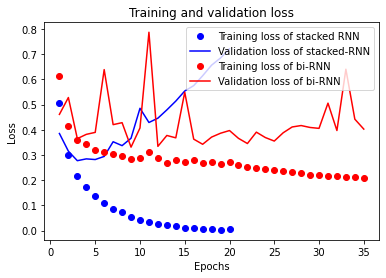 Training and validation loss
Training loss of stacked RNN
Validation loss of stacked-RNN
Training loss of bi-RNN
Validation loss of bi-RNN
Loss
0.8
0.7
0.6
0.5
0.4
0.3
0.2
0.1
0.0
0
5
10
15
20
25
30
35
Epochs